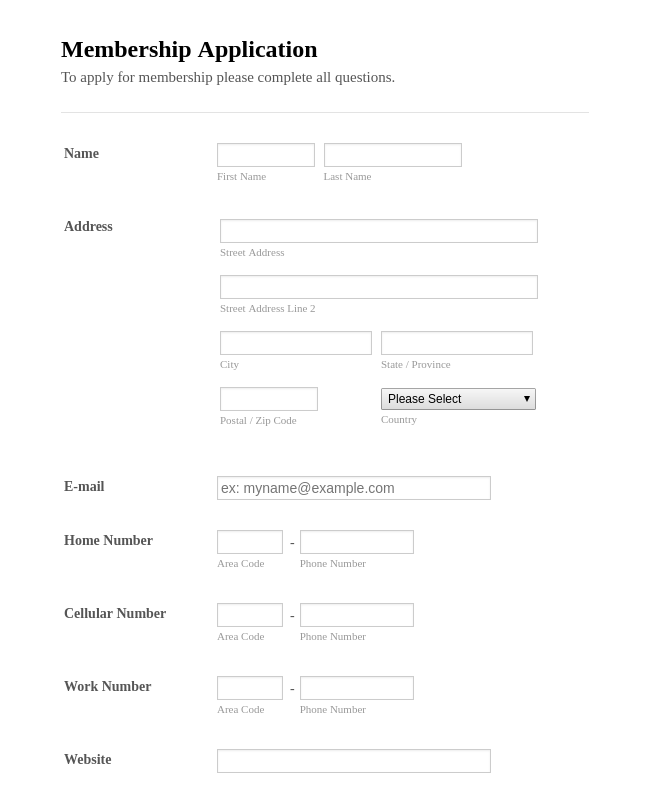 Membership Application
To apply for membership please complete all questions.
Name
First Name Last Name
Address
Street Address
Street Address Line 2
City State / Province
Please Select ▼
Postal / Zip Code Country
E-mail ex: myname@example.com
Home Number -
Area Code Phone Number
Cellular Number -
Area Code Phone Number
Work Number -
Area Code Phone Number
Website